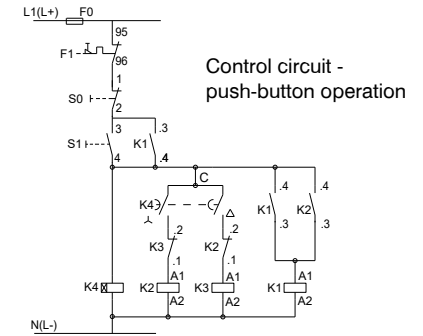 L1(L+) F0
95
F1
96
Control circuit -
push-button operation
1
S0
2
3 .3
S1 K1
4 .4
C .4 .4
K4 K1 K2
.3 .3
.2 .2
K3 K2
.1 .1
A1 A1 A1
K4 K2 K3 K1
A2 A2 A2
N(L-)